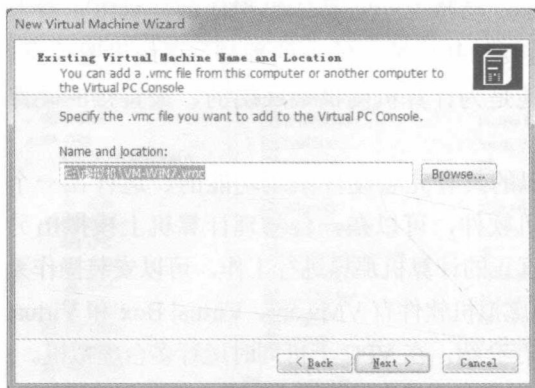 New Virtual Machine Wizard
Existing Virtual Machine Name and Location
You can add a .vmc file from this computer or another computer to
the Virtual PC Console
Specify the .vmc file you want to add to the Virtual PC Console.
Name and location:
\VM-WIN7.vmc
Browse...
< Back
Next >
Cancel